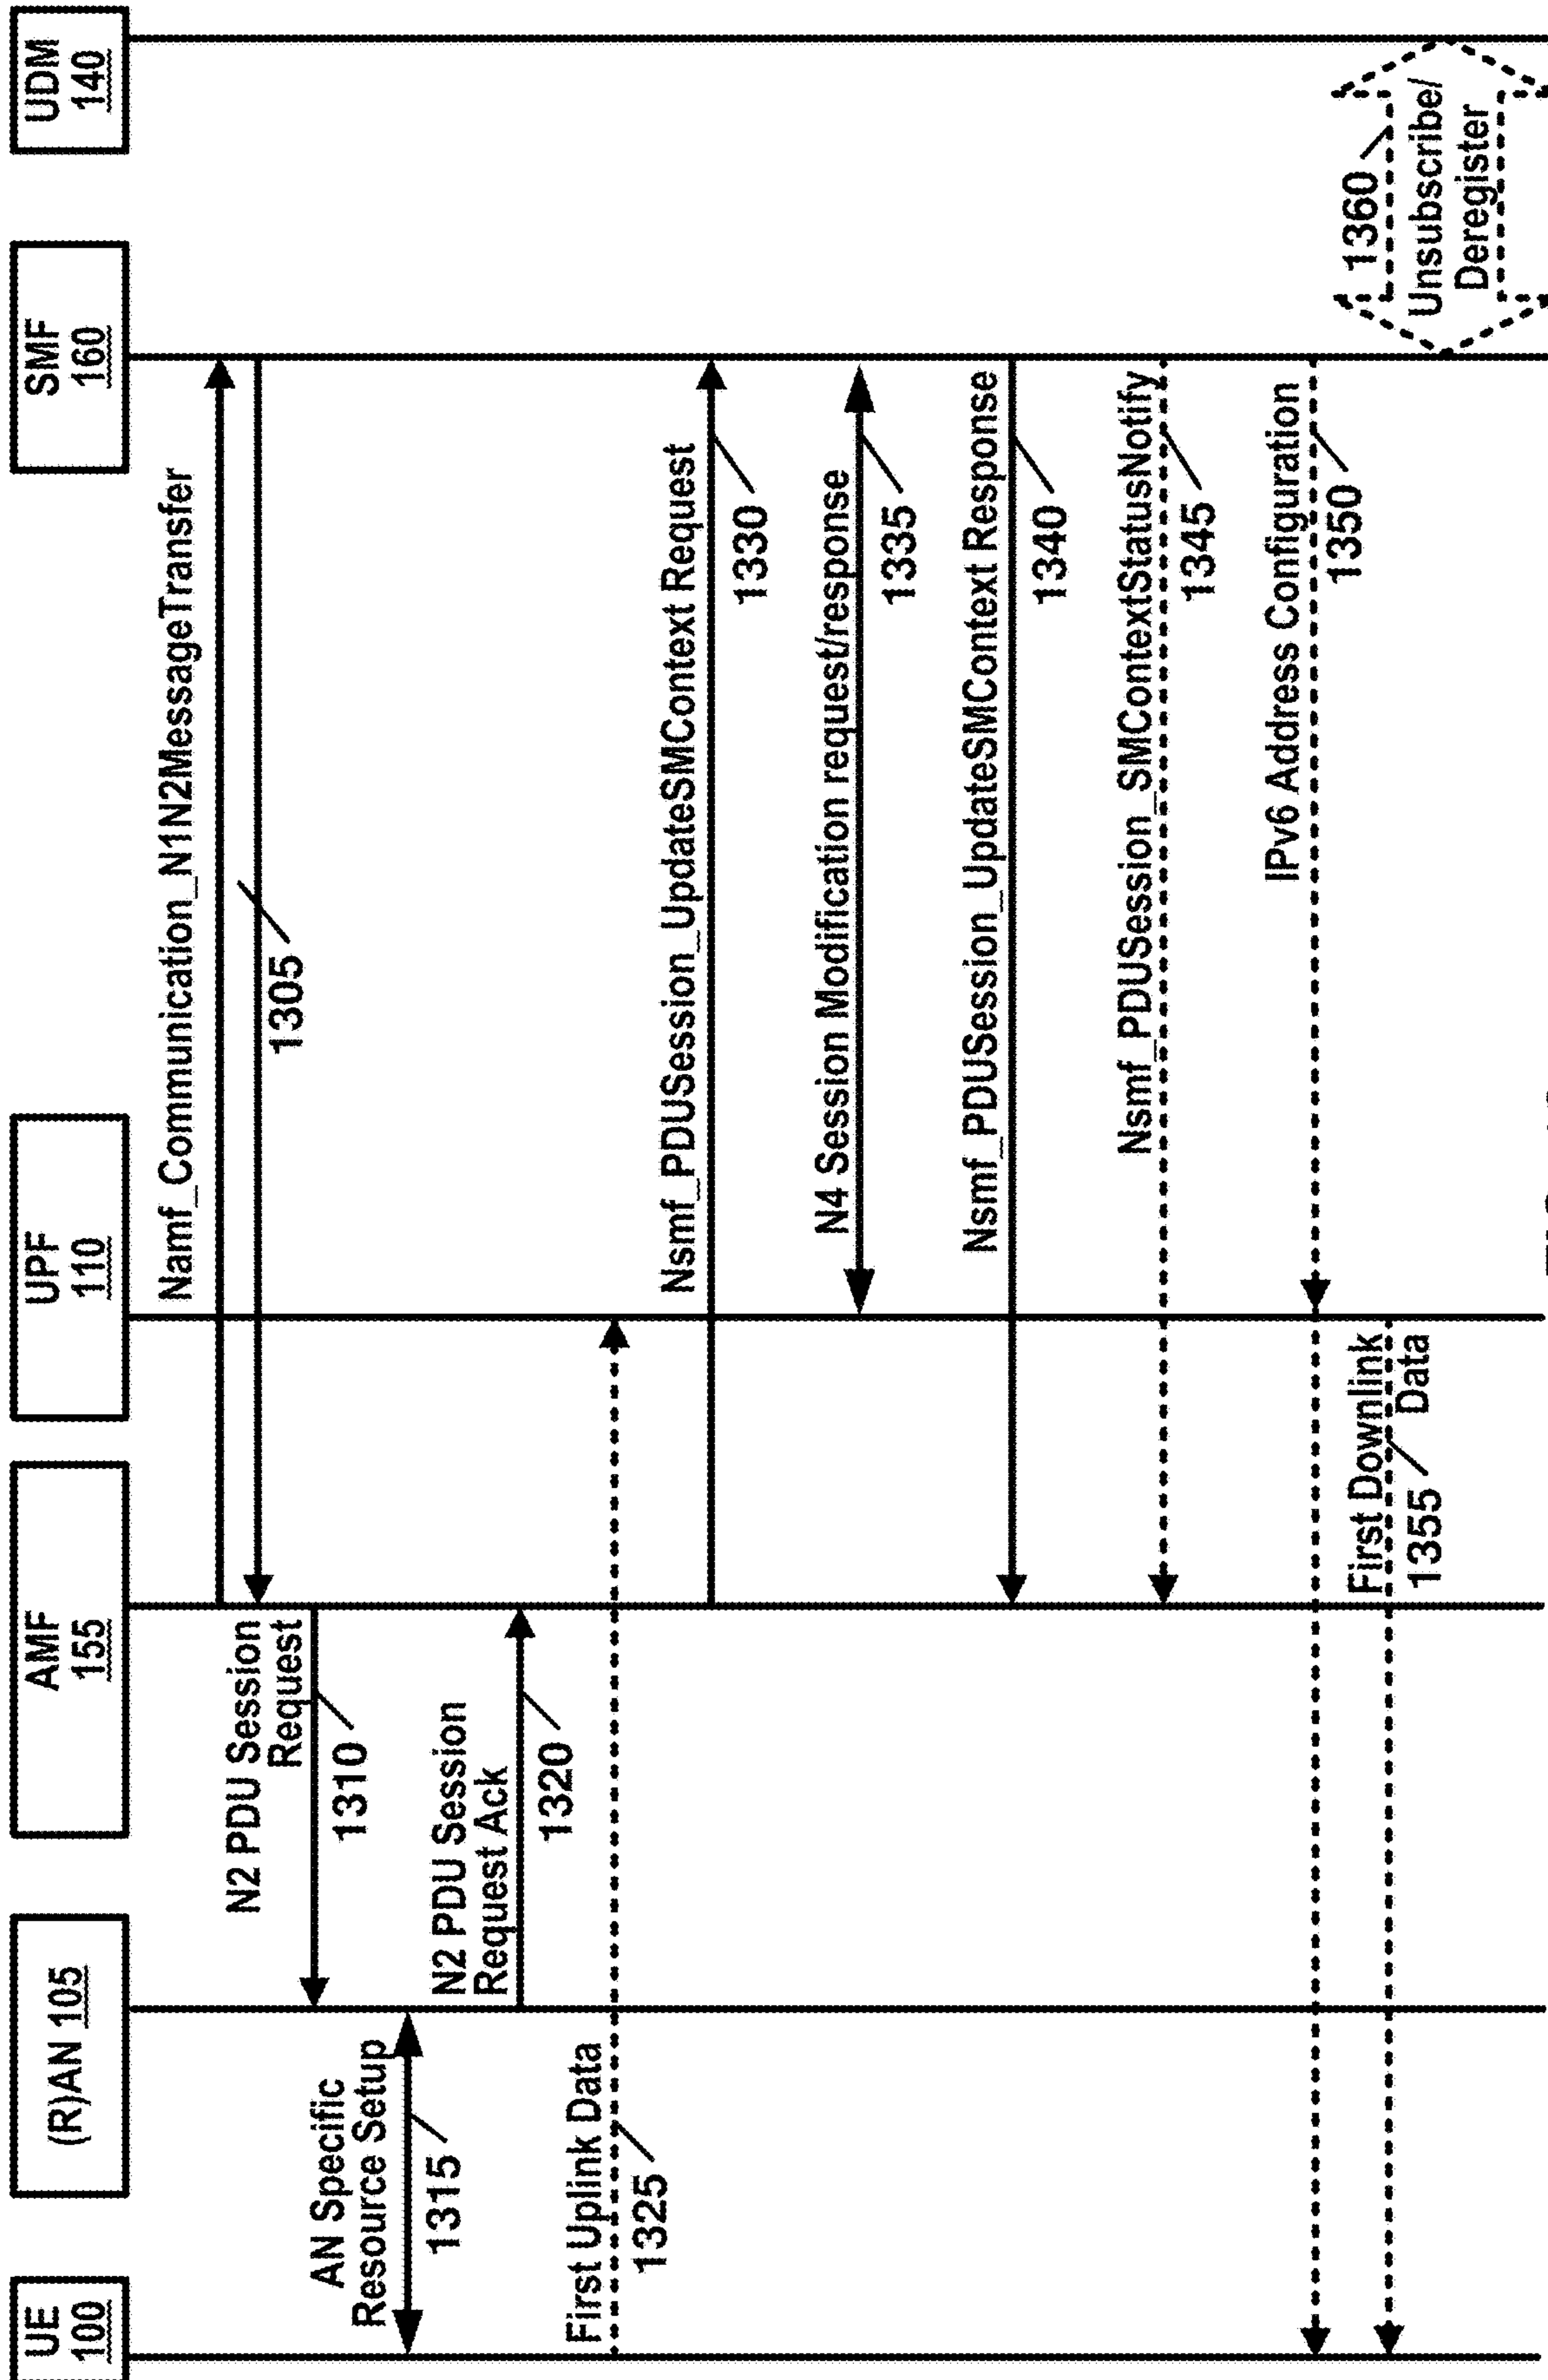 UE
100
(R)AN 105
AMF
155
UPF
110
SMF
160
UDM
140
Namf_Communication_N1N2MessageTransfer
1305
N2 PDU Session
Request
1310
AN Specific
Resource Setup
1315
N2 PDU Session
Request Ack
1320
First Uplink Data
1325
Nsmf_PDUSession_UpdateSMContext Request
1330
N4 Session Modification request/response
1335
Nsmf_PDUSession_UpdateSMContext Response
1340
Nsmf_PDUSession_SMContextStatusNotify
1345
IPv6 Address Configuration
1350
First Downlink
Data
1355
1360
Unsubscribe/
Deregister